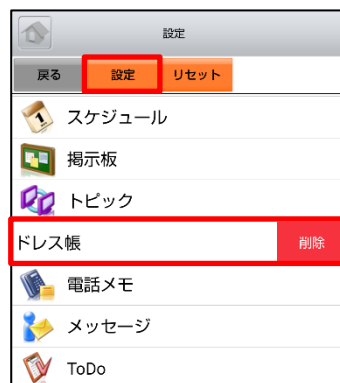 設定
戻る 設定 リセット
スケジュール
掲示板
トピック
ドレス帳 削除
電話メモ
メッセージ
ToDo